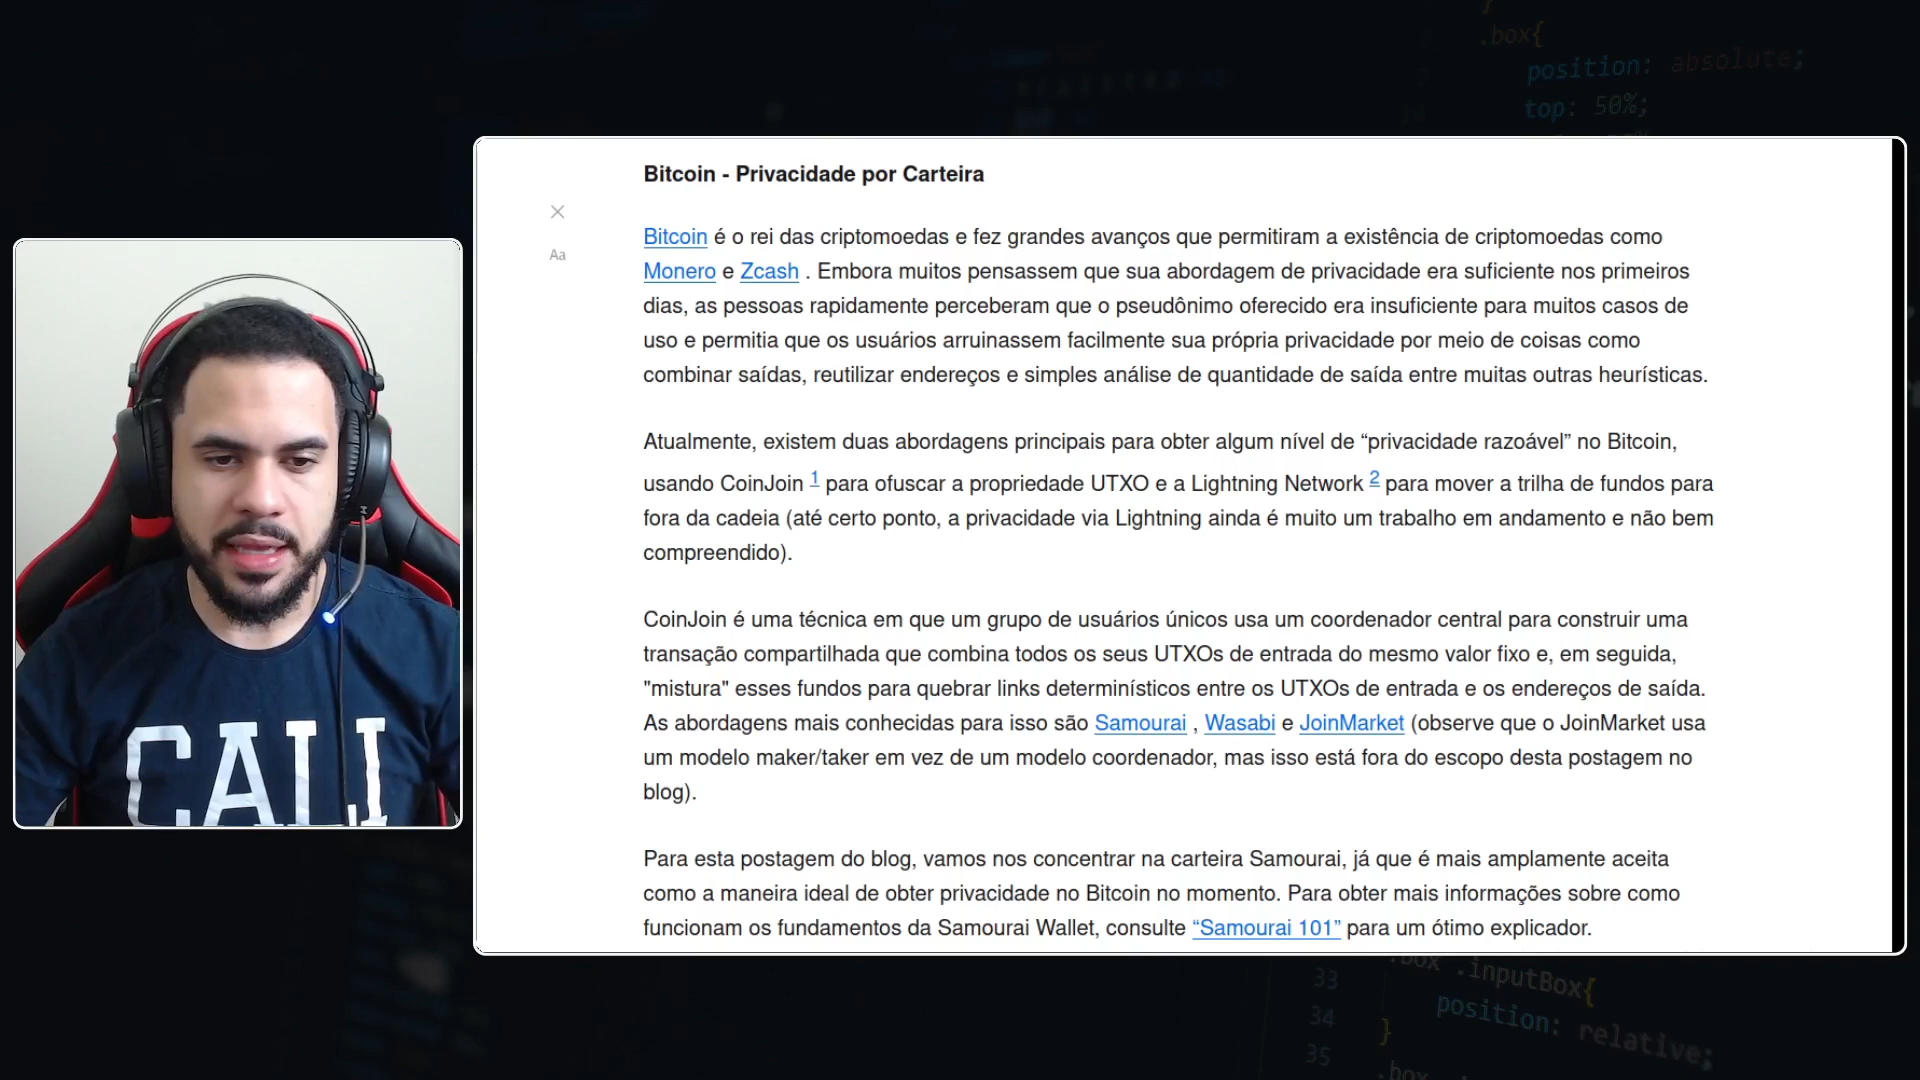 .box{
position: absolute;
top: 50%;
Bitcoin - Privacidade por Carteira
Aa
Bitcoin é o rei das criptomoedas e fez grandes avanços que permitiram a existência de criptomoedas como
Monero e Zcash . Embora muitos pensassem que sua abordagem de privacidade era suficiente nos primeiros
dias, as pessoas rapidamente perceberam que o pseudônimo oferecido era insuficiente para muitos casos de
uso e permitia que os usuários arruinassem facilmente sua própria privacidade por meio de coisas como
combinar saídas, reutilizar endereços e simples análise de quantidade de saída entre muitas outras heurísticas.
Atualmente, existem duas abordagens principais para obter algum nível de “privacidade razoável” no Bitcoin,
usando CoinJoin 1 para ofuscar a propriedade UTXO e a Lightning Network 2 para mover a trilha de fundos para
fora da cadeia (até certo ponto, a privacidade via Lightning ainda é muito um trabalho em andamento e não bem
compreendido).
CoinJoin é uma técnica em que um grupo de usuários únicos usa um coordenador central para construir uma
transação compartilhada que combina todos os seus UTXOs de entrada do mesmo valor fixo e, em seguida,
"mistura" esses fundos para quebrar links determinísticos entre os UTXOs de entrada e os endereços de saída.
As abordagens mais conhecidas para isso são Samourai , Wasabi e JoinMarket (observe que o JoinMarket usa
um modelo maker/taker em vez de um modelo coordenador, mas isso está fora do escopo desta postagem no
blog).
Para esta postagem do blog, vamos nos concentrar na carteira Samourai, já que é mais amplamente aceita
como a maneira ideal de obter privacidade no Bitcoin no momento. Para obter mais informações sobre como
funcionam os fundamentos da Samourai Wallet, consulte “Samourai 101” para um ótimo explicador.
CALI
.box .inputBox{
33
position: relative;
34 }
35
.box